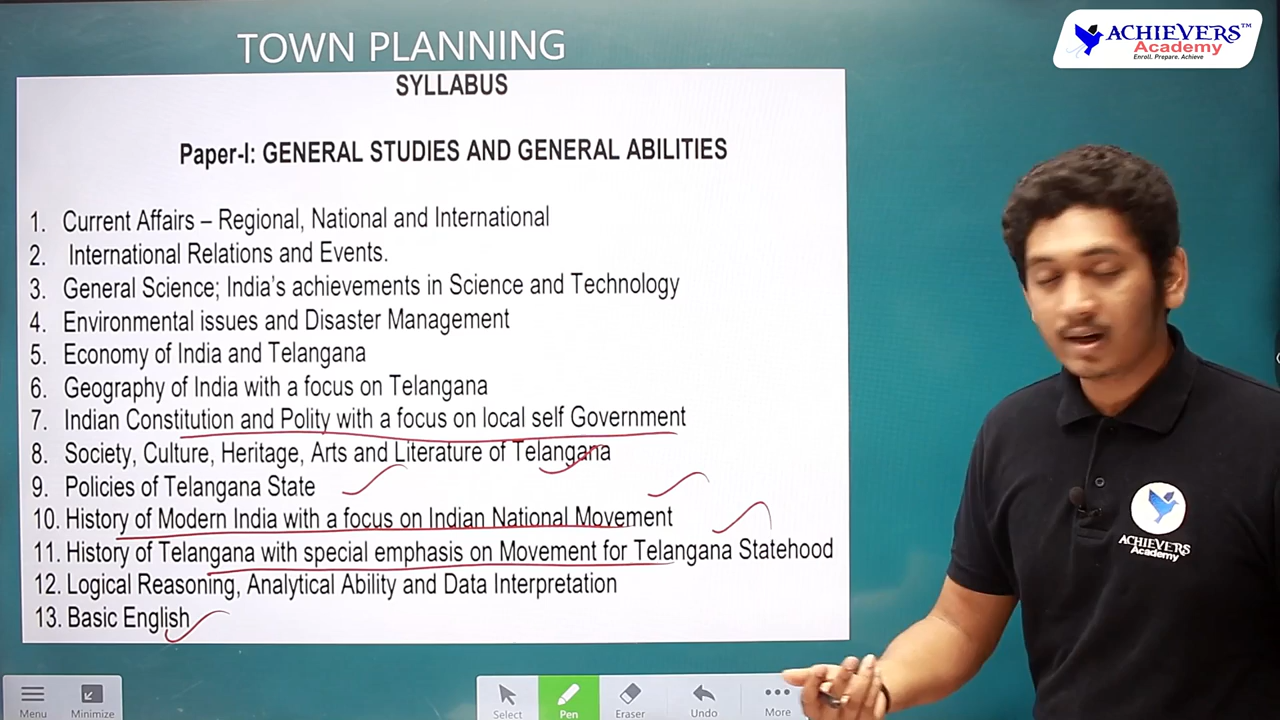 TOWN PLANNING
ACHIEVERS™
Academy
Enroll. Prepare. Achieve
SYLLABUS
Paper-I: GENERAL STUDIES AND GENERAL ABILITIES
1. Current Affairs – Regional, National and International
2. International Relations and Events.
3. General Science; India's achievements in Science and Technology
4. Environmental issues and Disaster Management
5. Economy of India and Telangana
6. Geography of India with a focus on Telangana
7. Indian Constitution and Polity with a focus on local self Government
8. Society, Culture, Heritage, Arts and Literature of Telangana
9. Policies of Telangana State
10. History of Modern India with a focus on Indian National Movement
11. History of Telangana with special emphasis on Movement for Telangana Statehood
12. Logical Reasoning, Analytical Ability and Data Interpretation
13. Basic English
ACHIEVERS
Academy
Menu
Minimize
Select
Pen
Eraser
Undo
More